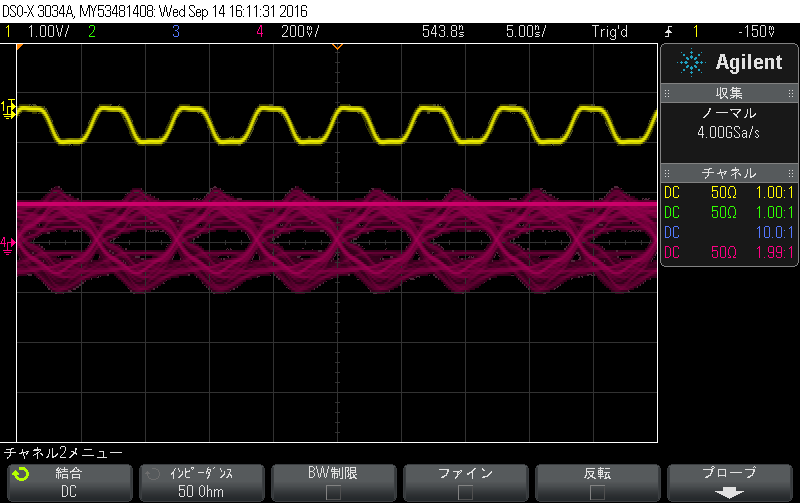 DSO-X 3034A, MY53481408: Wed Sep 14 16:11:31 2016
1 1.00V/ 2 3 4 200mV/ 543.8ns 5.00ns/ Trig'd 1 -150mV
Agilent
収集
ノーマル
4.00GSa/s
チャネル
DC 50Ω 1.00:1
DC 50Ω 1.00:1
DC 10.0:1
DC 50Ω 1.99:1
1
4
チャネル2メニュー
結合
DC
インピーダンス
50 Ohm
BW制限
ファイン
反転
プローブ